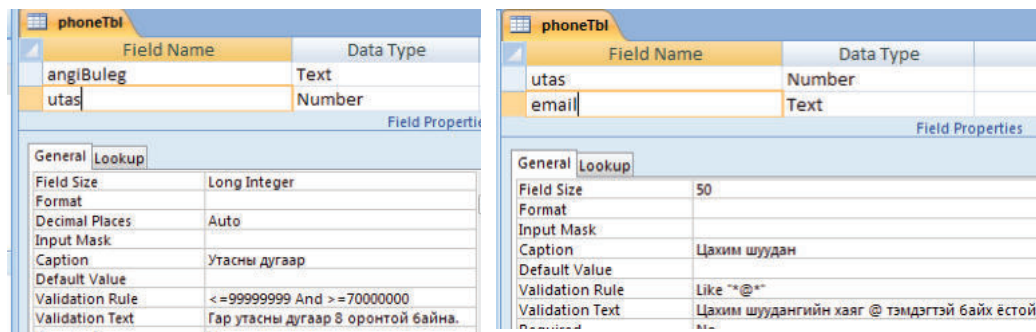 phoneTbl
Field Name Data Type
angiBuleg Text
utas Number
Field Propertie
General Lookup
Field Size Long Integer
Format
Decimal Places Auto
Input Mask
Caption Утасны дугаар
Default Value
Validation Rule <=99999999 And >=70000000
Validation Text Гар утасны дугаар 8 оронтой байна.
phoneTbl
Field Name Data Type
utas Number
email Text
Field Properties
General Lookup
Field Size 50
Format
Input Mask
Caption Цахим шуудан
Default Value
Validation Rule Like "*@*"
Validation Text Цахим шуудангийн хаяг @ тэмдэгтэй байх ёстой